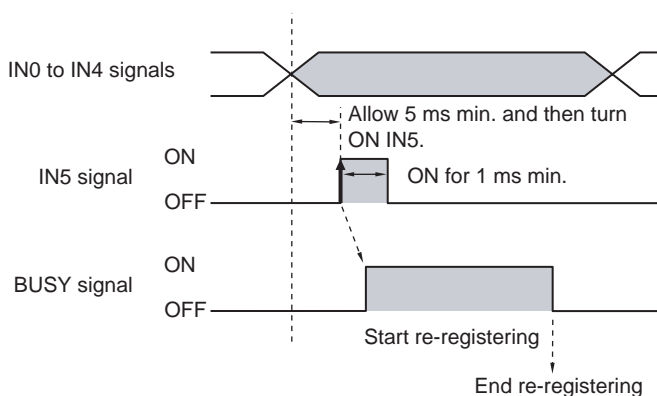 IN0 to IN4 signals
Allow 5 ms min. and then turn
ON IN5.
ON
IN5 signal
ON for 1 ms min.
OFF
ON
BUSY signal
OFF
Start re-registering
End re-registering